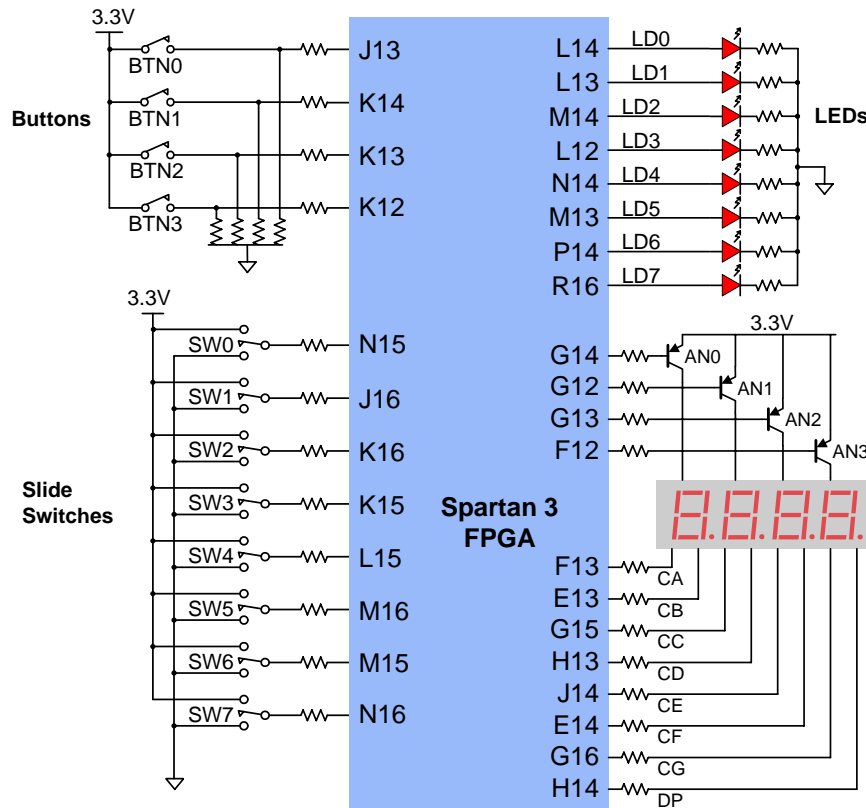 3.3V
BTN0
J13
BTN1
K14
Buttons
BTN2
K13
BTN3
K12
L14
LD0
L13
LD1
M14
LD2
LEDs
L12
LD3
N14
LD4
M13
LD5
P14
LD6
R16
LD7
3.3V
SW0
N15
SW1
J16
SW2
K16
Slide
Switches
SW3
K15
SW4
L15
SW5
M16
SW6
M15
SW7
N16
Spartan 3
FPGA
3.3V
G14
AN0
G12
AN1
G13
AN2
F12
AN3
8.8.8.8.
F13
CA
E13
CB
G15
CC
H13
CD
J14
CE
E14
CF
G16
CG
H14
DP